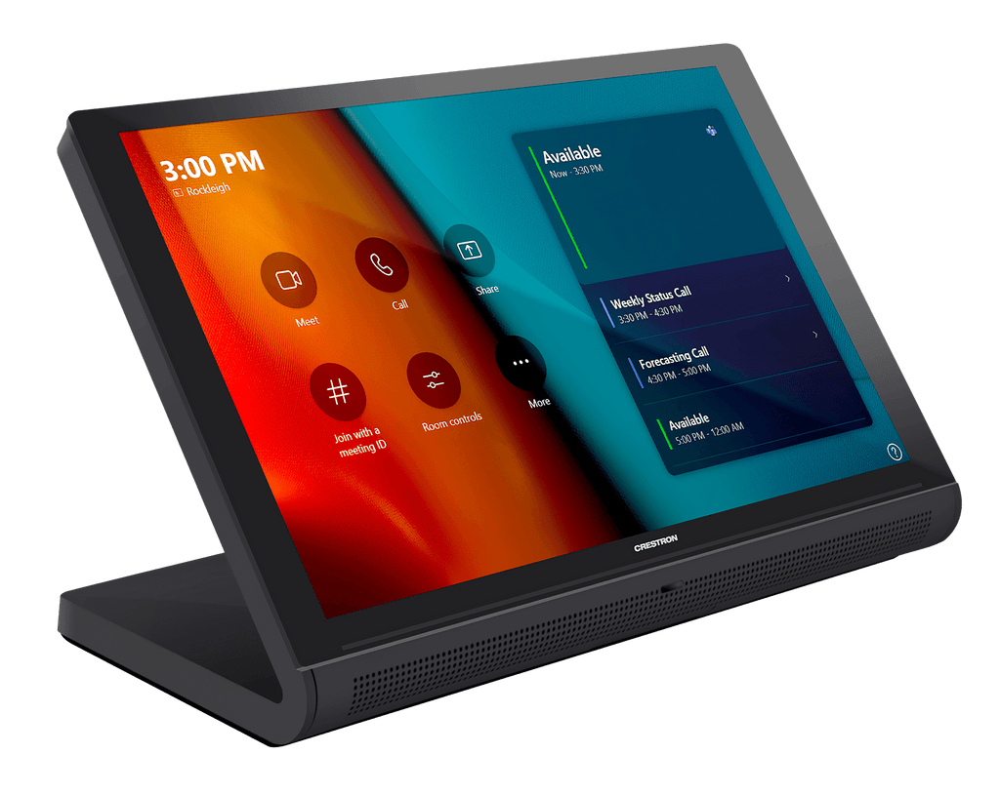 3:00 PM
Rockleigh
Meet
Call
Share
Join with a
meeting ID
Room controls
More
Available
Now - 3:30 PM
Weekly Status Call
3:30 PM - 4:30 PM
Forecasting Call
4:30 PM - 5:00 PM
Available
5:00 PM - 12:00 AM
?
CRESTRON